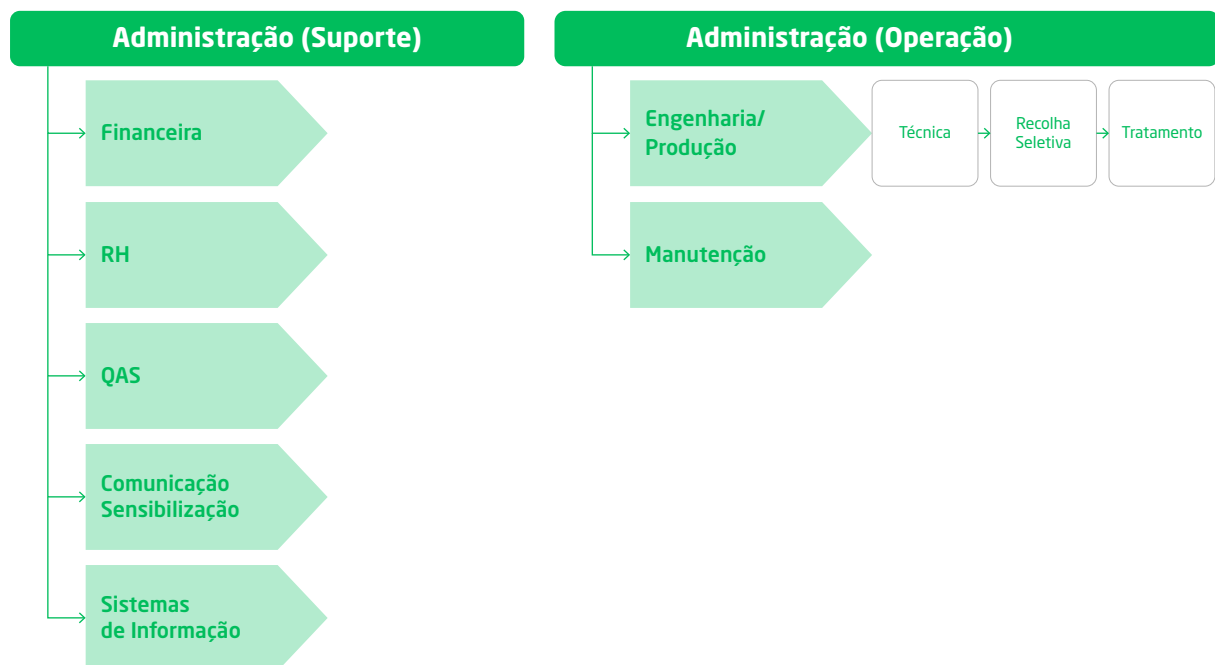 Administração (Suporte)
Financeira
RH
QAS
Comunicação
Sensibilização
Sistemas
de Informação
Administração (Operação)
Engenharia/
Produção
Técnica
Recolha
Seletiva
Tratamento
Manutenção